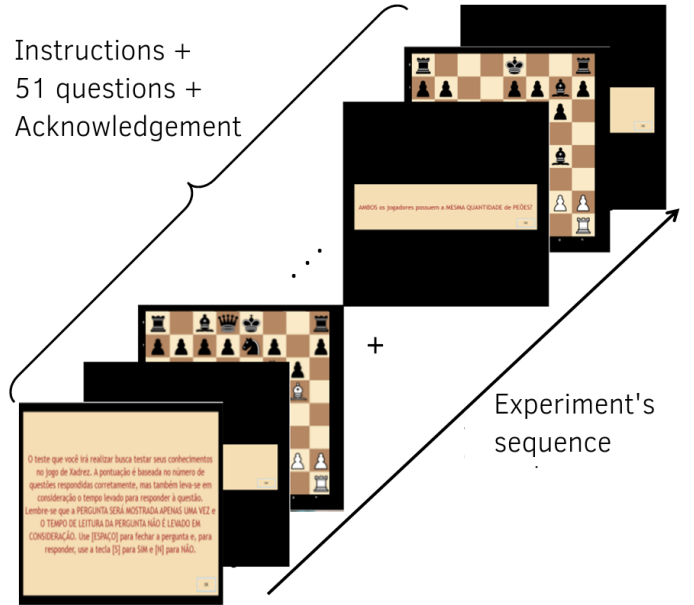 Instructions +
51 questions +
Acknowledgement
AMBOS os jogadores possuem a MESMA QUANTIDADE de PEÕES?
+
Experiment's
sequence
O teste que você irá realizar busca testar seus conhecimentos
no jogo de Xadrez. A pontuação é baseada no número de
questões respondidas corretamente, mas também leva-se em
consideração o tempo levado para responder à questão.
Lembre-se que a PERGUNTA SERÁ MOSTRADA APENAS UMA VEZ e
O TEMPO DE LEITURA DA PERGUNTA NÃO É LEVADO EM
CONSIDERAÇÃO. Use [ESPAÇO] para fechar a pergunta e, para
responder, use a tecla [S] para SIM e [N] para NÃO.